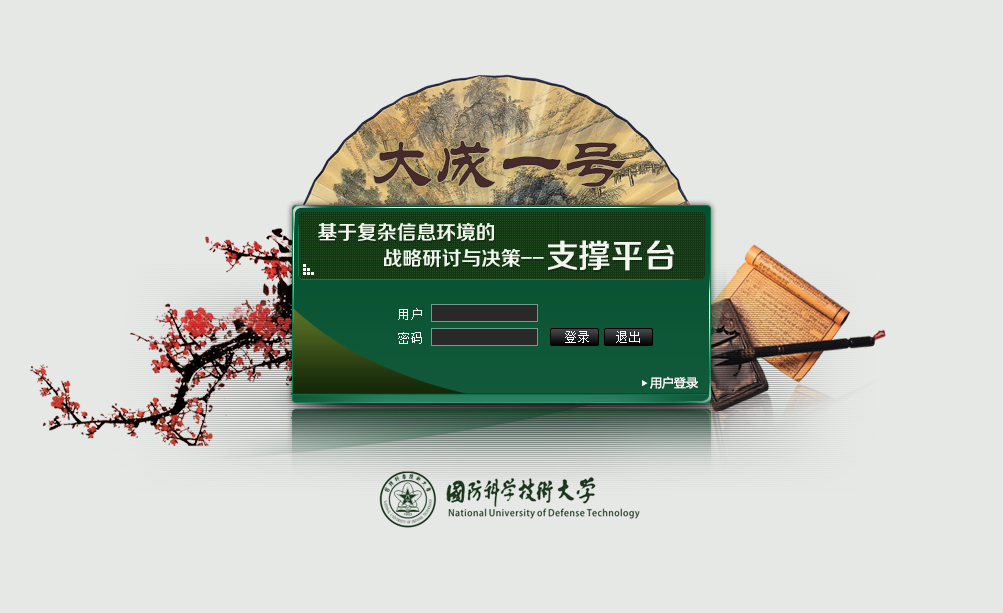 大成一号
基于复杂信息环境的
战略研讨与决策--支撑平台
用户
密码 登录 退出
用户登录
国防科学技术大学
National University of Defense Technology